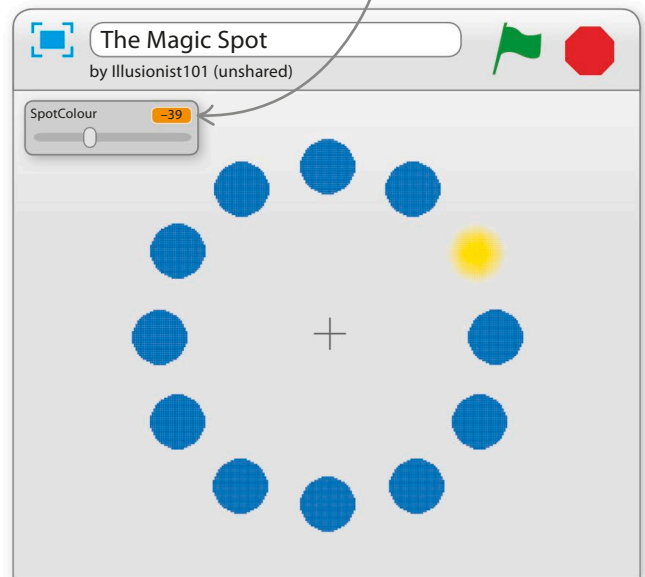 The Magic Spot
by Illusionist101 (unshared)
SpotColour –39